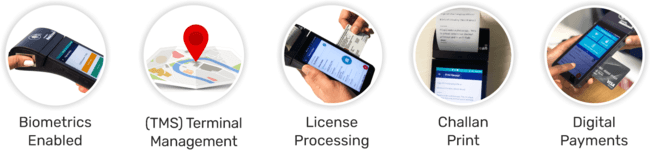 Biometrics
Enabled
(TMS) Terminal
Management
License
Processing
Challan
Print
Digital
Payments